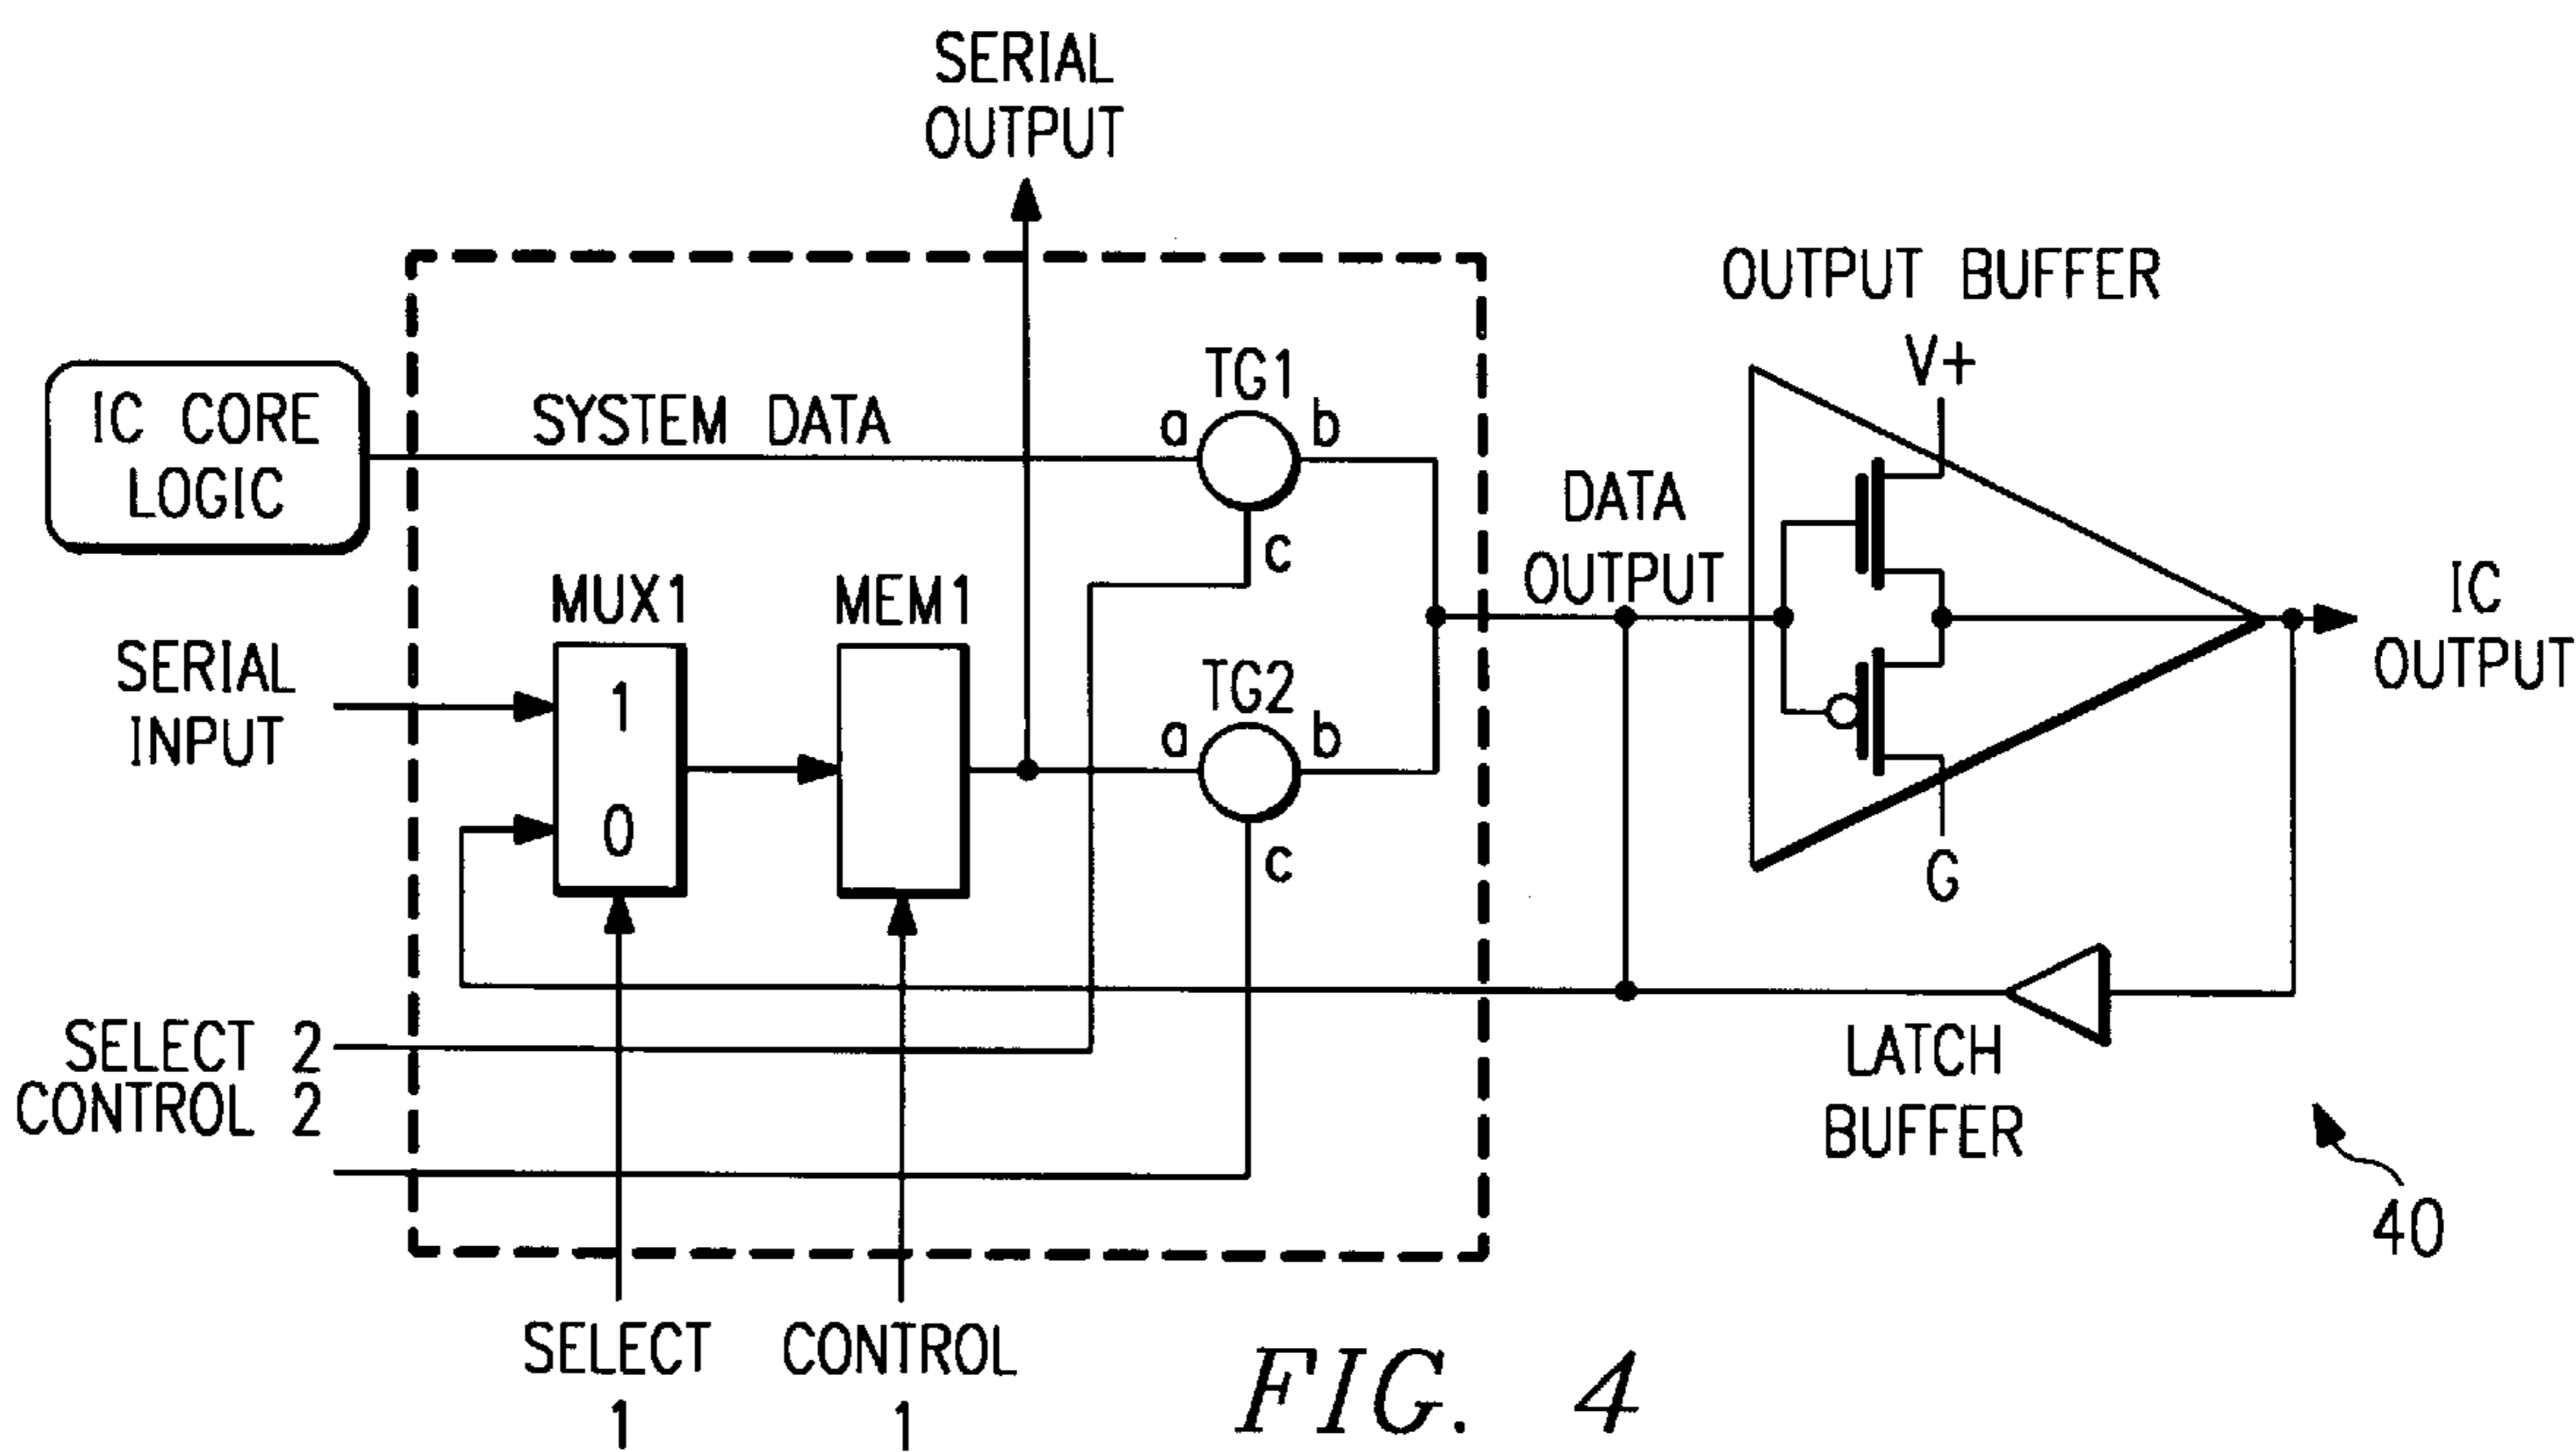 SERIAL
OUTPUT
OUTPUT BUFFER
V+
IC CORE
LOGIC
SYSTEM DATA
TG1
a
b
c
DATA
OUTPUT
IC
OUTPUT
MUX1
MEM1
SERIAL
INPUT
1
0
TG2
a
b
c
G
SELECT 2
CONTROL 2
LATCH
BUFFER
40
SELECT
1
CONTROL
1
FIG. 4